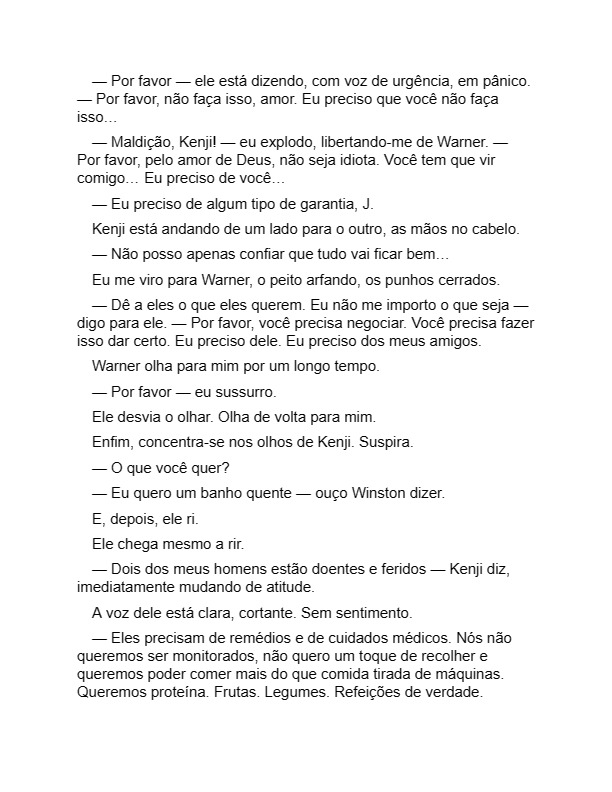 — Por favor — ele está dizendo, com voz de urgência, em pânico.
— Por favor, não faça isso, amor. Eu preciso que você não faça
isso…
— Maldição, Kenji! — eu explodo, libertando-me de Warner. —
Por favor, pelo amor de Deus, não seja idiota. Você tem que vir
comigo… Eu preciso de você…
— Eu preciso de algum tipo de garantia, J.
Kenji está andando de um lado para o outro, as mãos no cabelo.
— Não posso apenas confiar que tudo vai ficar bem…
Eu me viro para Warner, o peito arfando, os punhos cerrados.
— Dê a eles o que eles querem. Eu não me importo o que seja —
digo para ele. — Por favor, você precisa negociar. Você precisa fazer
isso dar certo. Eu preciso dele. Eu preciso dos meus amigos.
Warner olha para mim por um longo tempo.
— Por favor — eu sussurro.
Ele desvia o olhar. Olha de volta para mim.
Enfim, concentra-se nos olhos de Kenji. Suspira.
— O que você quer?
— Eu quero um banho quente — ouço Winston dizer.
E, depois, ele ri.
Ele chega mesmo a rir.
— Dois dos meus homens estão doentes e feridos — Kenji diz,
imediatamente mudando de atitude.
A voz dele está clara, cortante. Sem sentimento.
— Eles precisam de remédios e de cuidados médicos. Nós não
queremos ser monitorados, não quero um toque de recolher e
queremos poder comer mais do que comida tirada de máquinas.
Queremos proteína. Frutas. Legumes. Refeições de verdade.